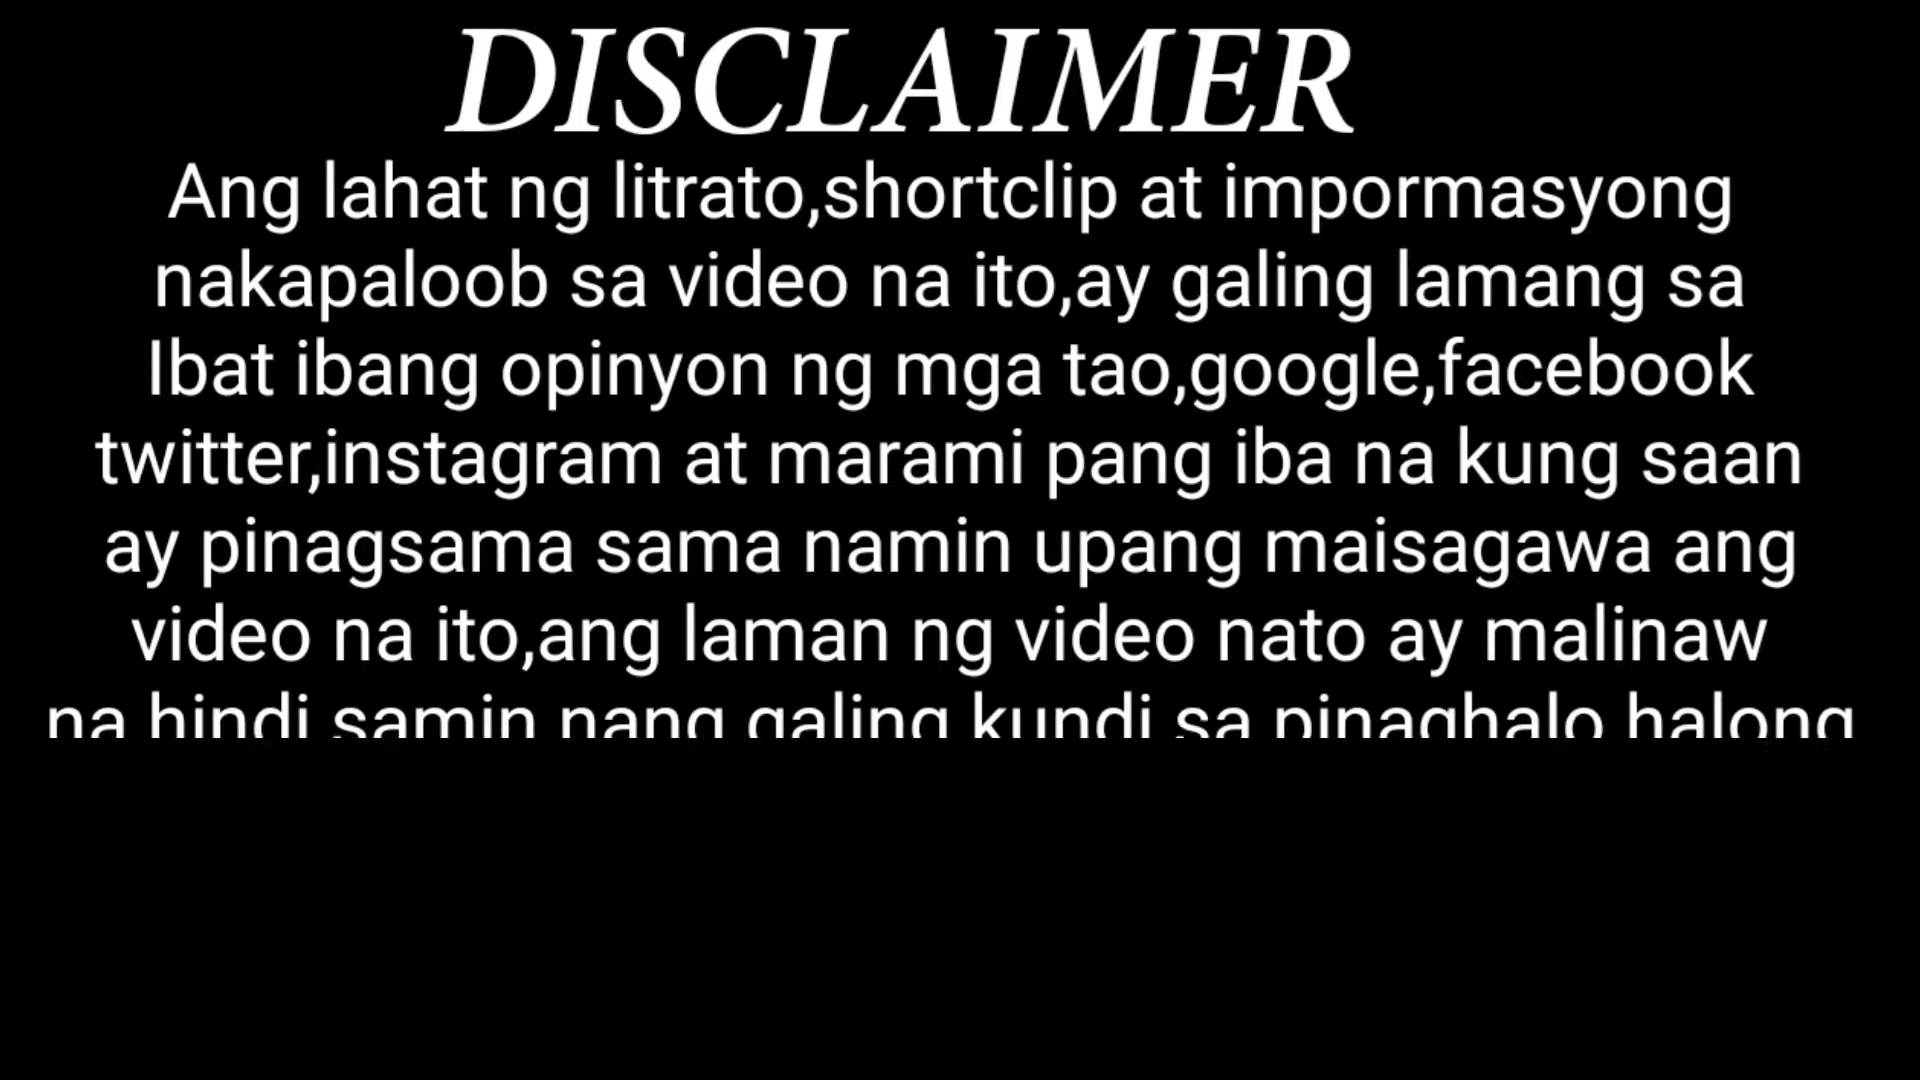 DISCLAIMER
Ang lahat ng litrato,shortclip at impormasyong
nakapaloob sa video na ito,ay galing lamang sa
Ibat ibang opinyon ng mga tao,google,facebook
twitter,instagram at marami pang iba na kung saan
ay pinagsama sama namin upang maisagawa ang
video na ito,ang laman ng video nato ay malinaw
na hindi samin nang galing kundi sa pinaghalo halong